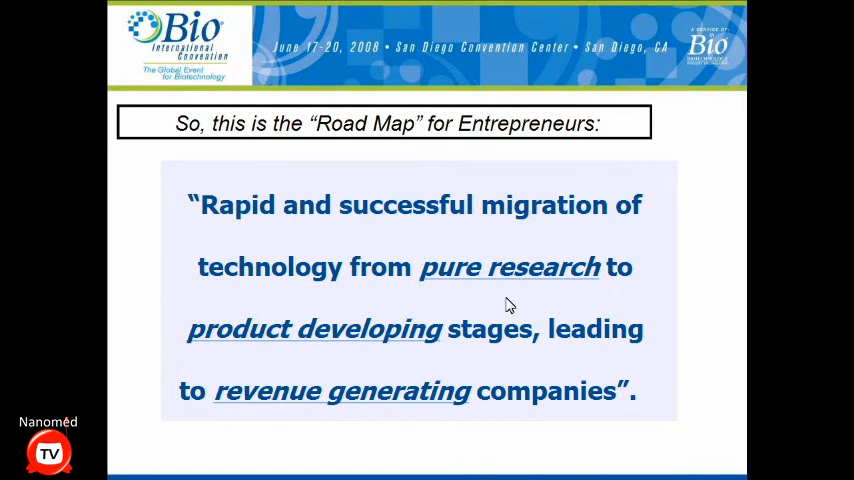 Bio
International
Convention
The Global Event
for Biotechnology
June 17-20, 2008 • San Diego Convention Center • San Diego, CA
A SERVICE OF:
Bio
So, this is the “Road Map” for Entrepreneurs:
“Rapid and successful migration of
technology from pure research to
product developing stages, leading
to revenue generating companies”.
Nanomed
TV